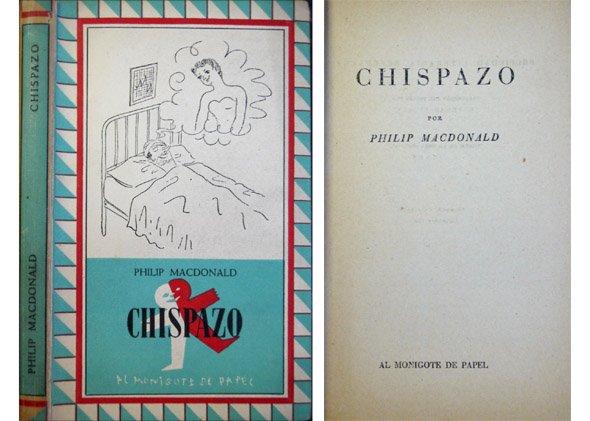 CHISPAZO
PHILIP MACDONALD
PHILIP MACDONALD
CHISPAZO
AL MONIGOTE DE PAPEL
CHISPAZO
POR
PHILIP MACDONALD
AL MONIGOTE DE PAPEL